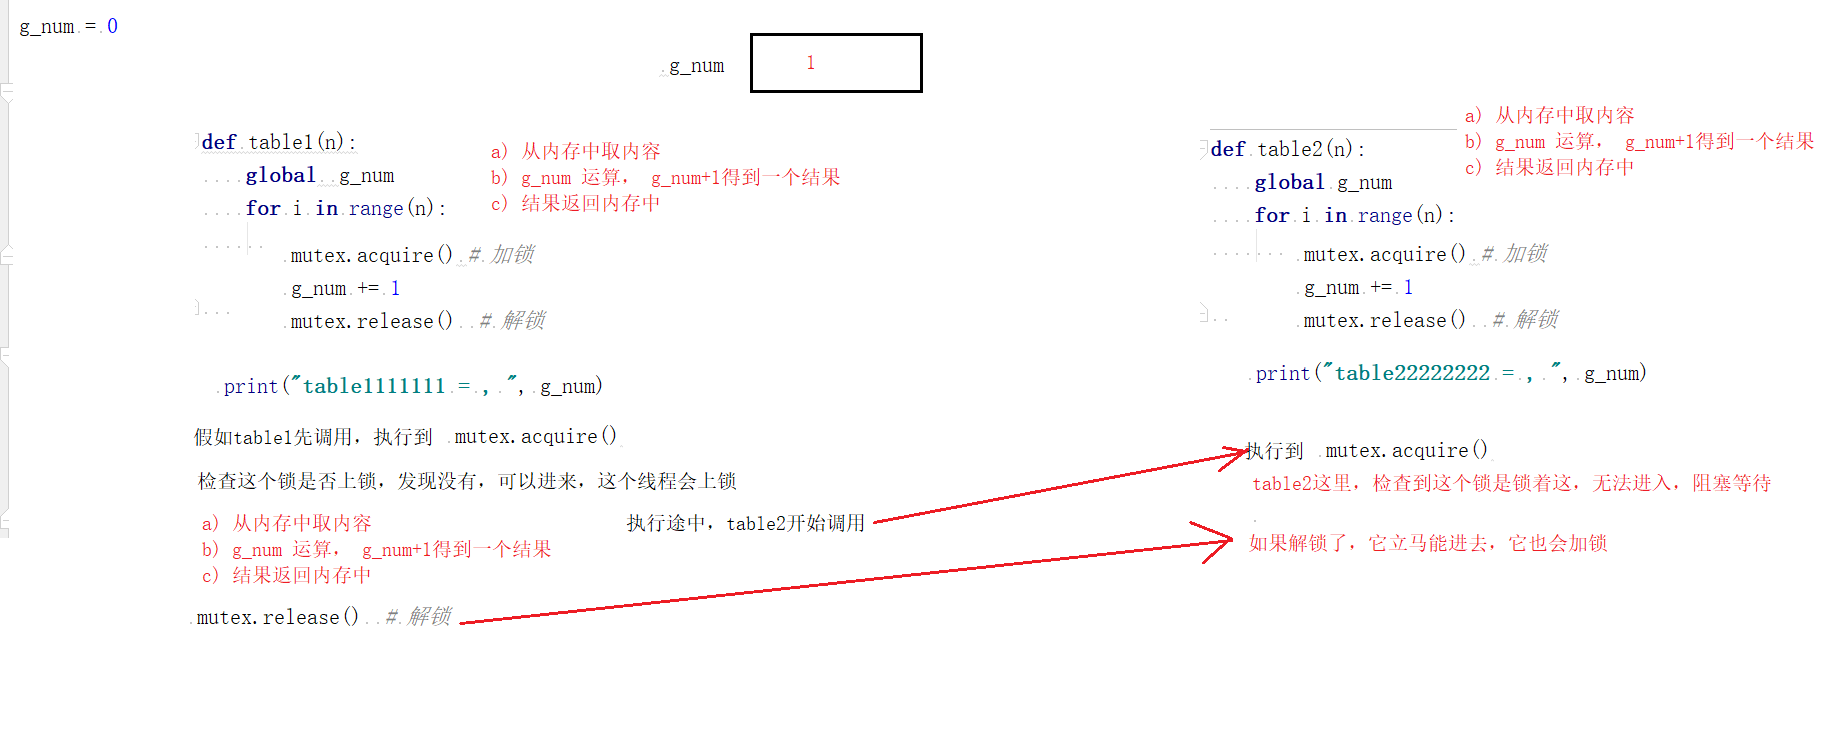 g_num = 0
g_num 1
def table1(n):
global g_num
for i in range(n):
mutex.acquire() # 加锁
g_num += 1
mutex.release() # 解锁
print("table1111111 = , ", g_num)
a) 从内存中取内容
b) g_num 运算, g_num+1得到一个结果
c) 结果返回内存中
假如table1先调用，执行到 mutex.acquire()
检查这个锁是否上锁，发现没有，可以进来，这个线程会上锁
a) 从内存中取内容
b) g_num 运算, g_num+1得到一个结果
c) 结果返回内存中
执行途中，table2开始调用
mutex.release() # 解锁
a) 从内存中取内容
b) g_num 运算, g_num+1得到一个结果
c) 结果返回内存中
def table2(n):
global g_num
for i in range(n):
mutex.acquire() # 加锁
g_num += 1
mutex.release() # 解锁
print("table22222222 = , ", g_num)
执行到 mutex.acquire()
table2这里，检查到这个锁是锁着这，无法进入，阻塞等待
如果解锁了，它立马能进去，它也会加锁